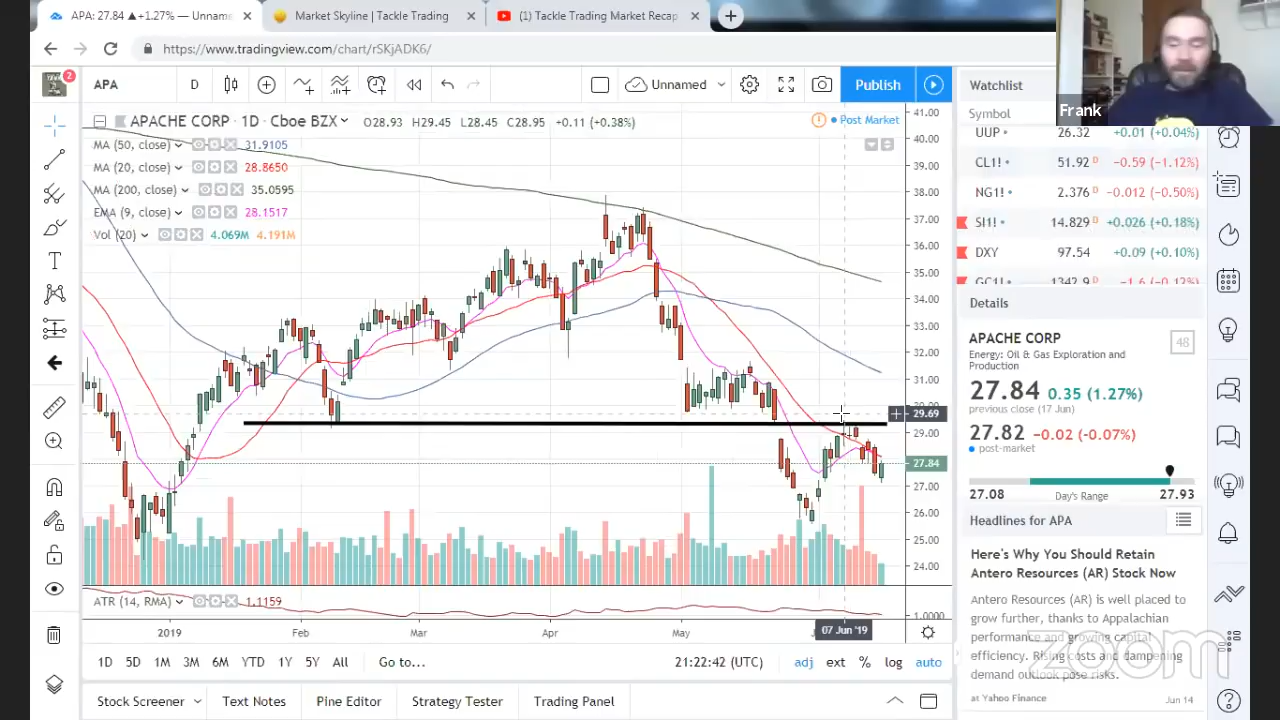 APA: 27.84 ▲+1.27% — Unname
Market Skyline | Tackle Trading
(1) Tackle Trading Market Recap
https://www.tradingview.com/chart/rSKjADK6/
Frank
2
APA
D
Unnamed
Publish
APACHE CORP · 1D · Cboe BZX
H29.45 L28.45 C28.95 +0.11 (+0.38%)
Post Market
MA (50, close) 31.9105
MA (20, close) 28.8650
MA (200, close) 35.0595
EMA (9, close) 28.1517
Vol (20) 4.069M 4.191M
41.00
40.00
39.00
38.00
37.00
36.00
35.00
34.00
33.00
32.00
31.00
29.69
29.00
27.84
27.00
26.00
25.00
24.00
ATR (14, RMA) 1.1159
1.0000
2019 Feb Mar Apr May 07 Jun '19
1D 5D 1M 3M 6M YTD 1Y 5Y All Go to...
21:22:42 (UTC) adj ext % log auto
Stock Screener Text Notes Pine Editor Strategy Tester Trading Panel
Watchlist
Symbol
UUP 26.32 +0.01 (+0.04%)
CL1! 51.92 D −0.59 (−1.12%)
NG1! 2.376 D −0.012 (−0.50%)
SI1! 14.829 D +0.026 (+0.18%)
DXY 97.54 +0.09 (+0.10%)
GC1! 1342.9 D −1.6 (−0.12%)
Details
APACHE CORP
48
Energy: Oil & Gas Exploration and
Production
27.84 0.35 (1.27%)
previous close (17 Jun)
27.82 −0.02 (−0.07%)
post-market
27.08 Day's Range 27.93
Headlines for APA
Here's Why You Should Retain
Antero Resources (AR) Stock Now
Antero Resources (AR) is well placed to
grow further, thanks to Appalachian
performance and growing capital
efficiency. Rising costs and dampening
demand outlook pose risks.
at Yahoo Finance Jun 14
zoom